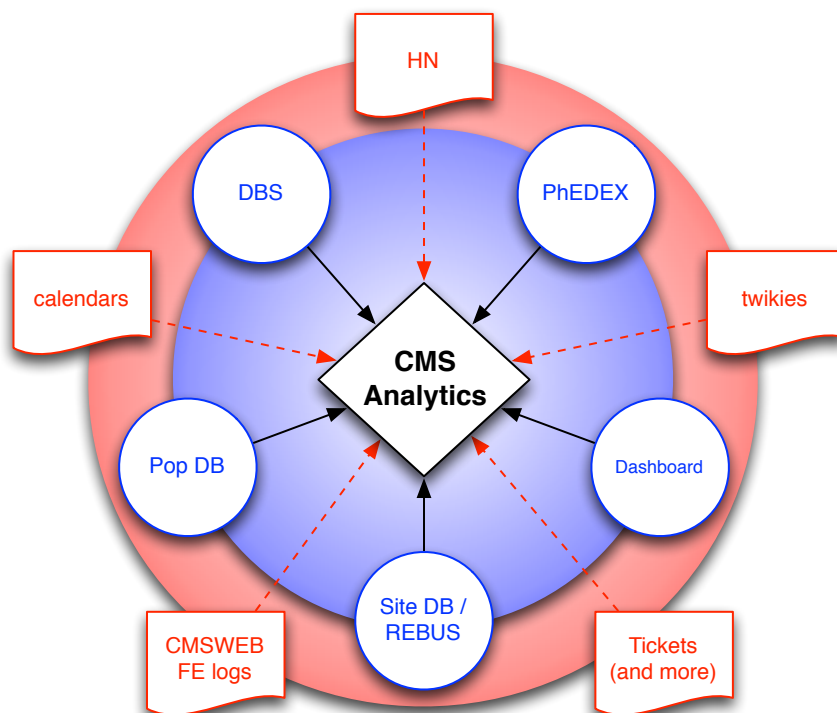 HN
DBS
PhEDEX
calendars
twikies
CMS
Analytics
Pop DB
Dashboard
Site DB /
REBUS
CMSWEB
FE logs
Tickets
(and more)